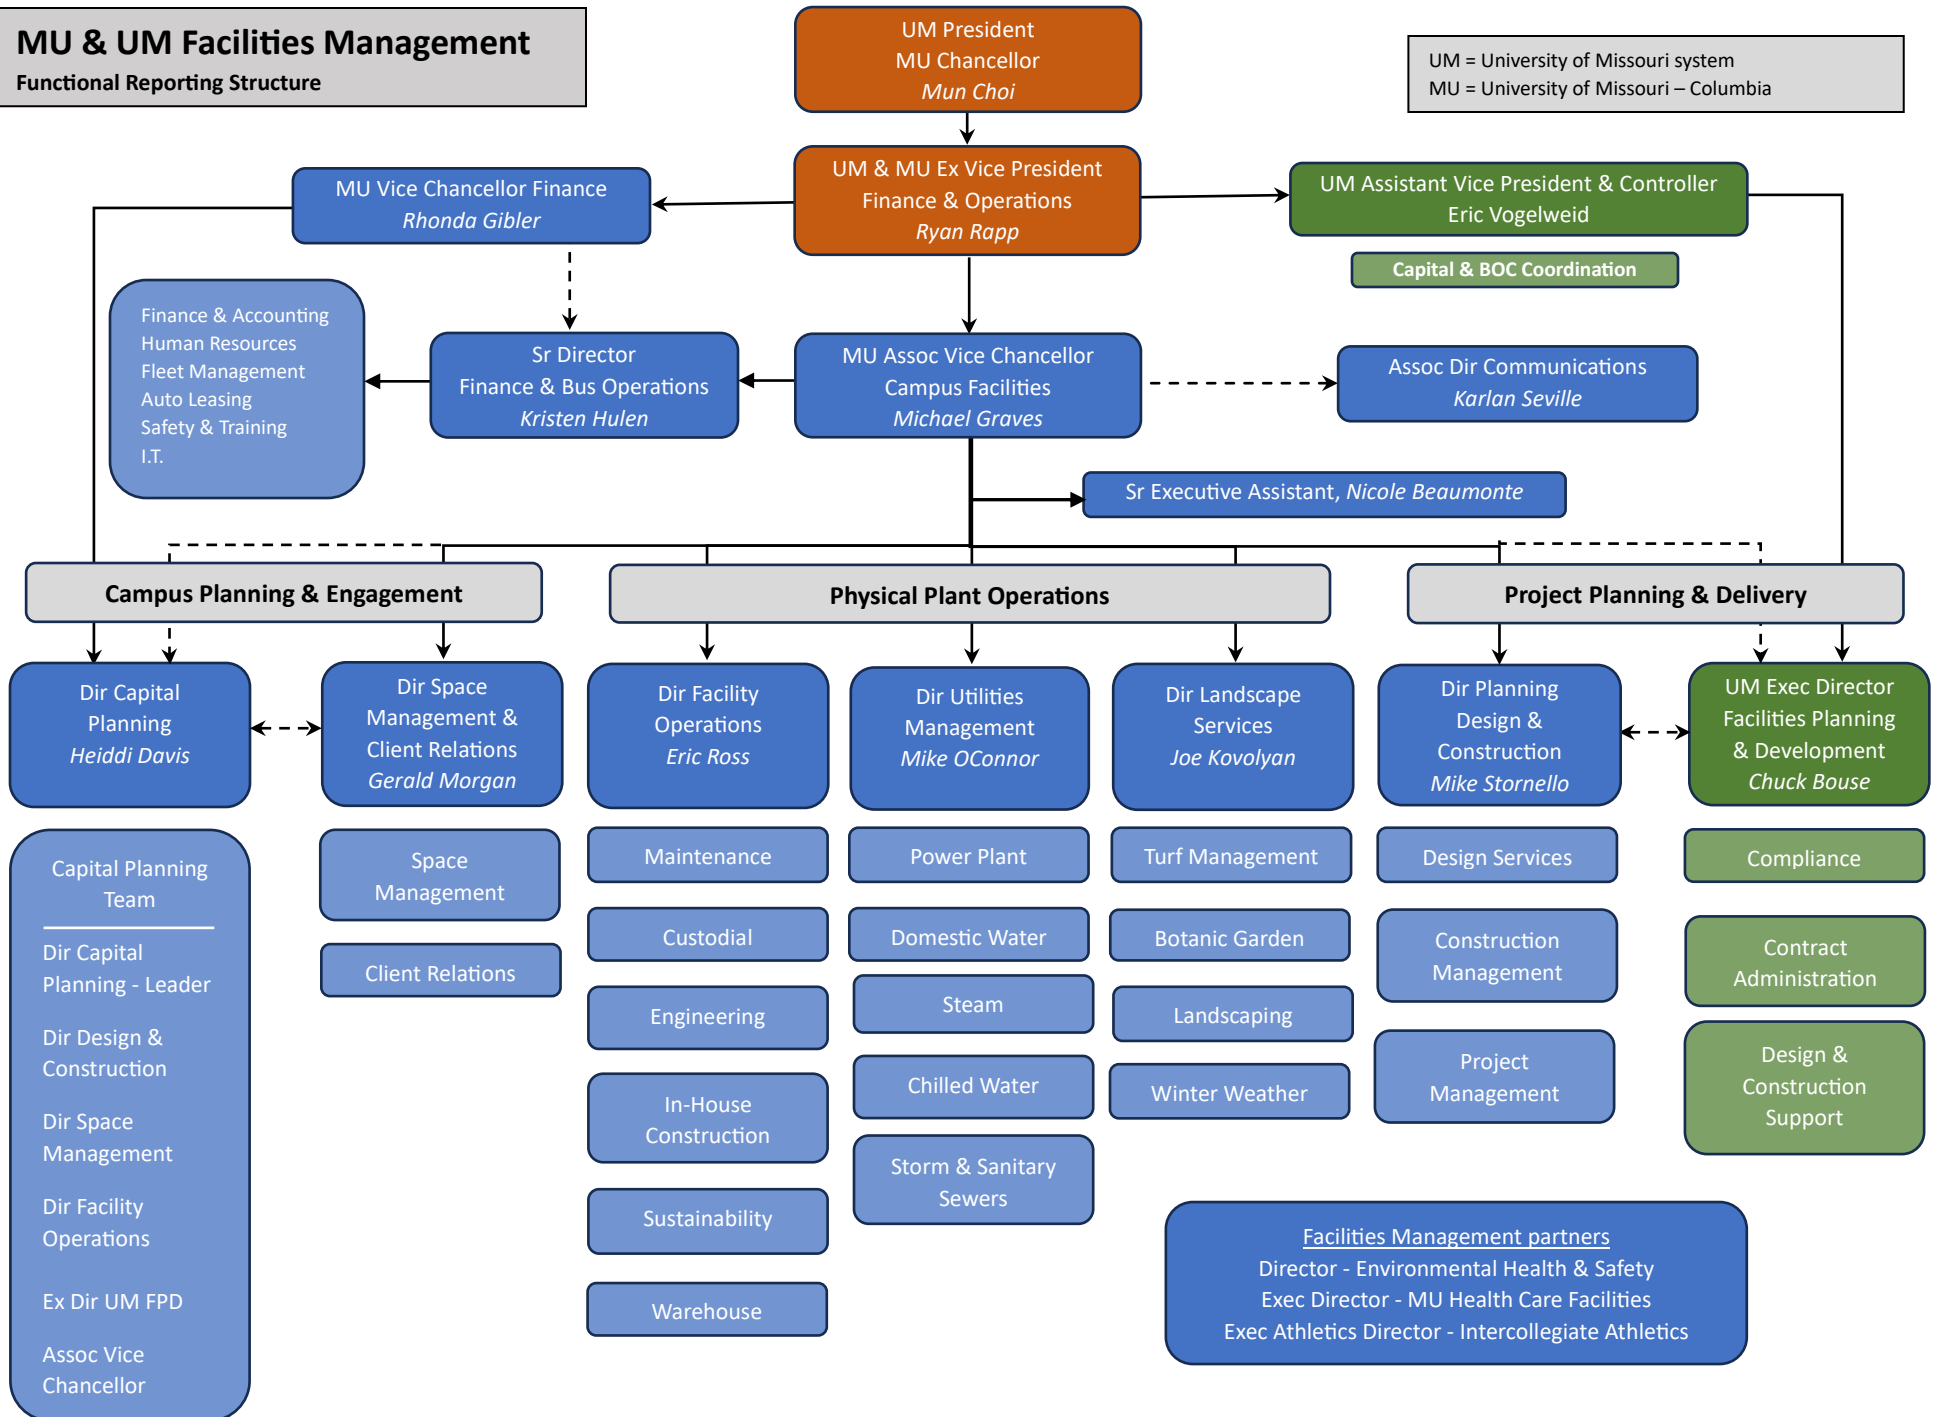 MU & UM Facilities Management
Functional Reporting Structure
UM President
MU Chancellor
Mun Choi
UM = University of Missouri system
MU = University of Missouri – Columbia
MU Vice Chancellor Finance
Rhonda Gibler
UM & MU Ex Vice President
Finance & Operations
Ryan Rapp
UM Assistant Vice President & Controller
Eric Vogelweid
Capital & BOC Coordination
Finance & Accounting
Human Resources
Fleet Management
Auto Leasing
Safety & Training
I.T.
Sr Director
Finance & Bus Operations
Kristen Hulen
MU Assoc Vice Chancellor
Campus Facilities
Michael Graves
Assoc Dir Communications
Karlan Seville
Sr Executive Assistant, Nicole Beaumonte
Campus Planning & Engagement
Physical Plant Operations
Project Planning & Delivery
Dir Capital
Planning
Heiddi Davis
Dir Space
Management &
Client Relations
Gerald Morgan
Dir Facility
Operations
Eric Ross
Dir Utilities
Management
Mike OConnor
Dir Landscape
Services
Joe Kovolyan
Dir Planning
Design &
Construction
Mike Stornello
UM Exec Director
Facilities Planning
& Development
Chuck Bouse
Capital Planning
Team
Dir Capital
Planning - Leader
Dir Design &
Construction
Dir Space
Management
Dir Facility
Operations
Ex Dir UM FPD
Assoc Vice
Chancellor
Space
Management
Client Relations
Maintenance
Custodial
Engineering
In-House
Construction
Sustainability
Warehouse
Power Plant
Domestic Water
Steam
Chilled Water
Storm & Sanitary
Sewers
Turf Management
Botanic Garden
Landscaping
Winter Weather
Design Services
Construction
Management
Project
Management
Compliance
Contract
Administration
Design &
Construction
Support
Facilities Management partners
Director - Environmental Health & Safety
Exec Director - MU Health Care Facilities
Exec Athletics Director - Intercollegiate Athletics